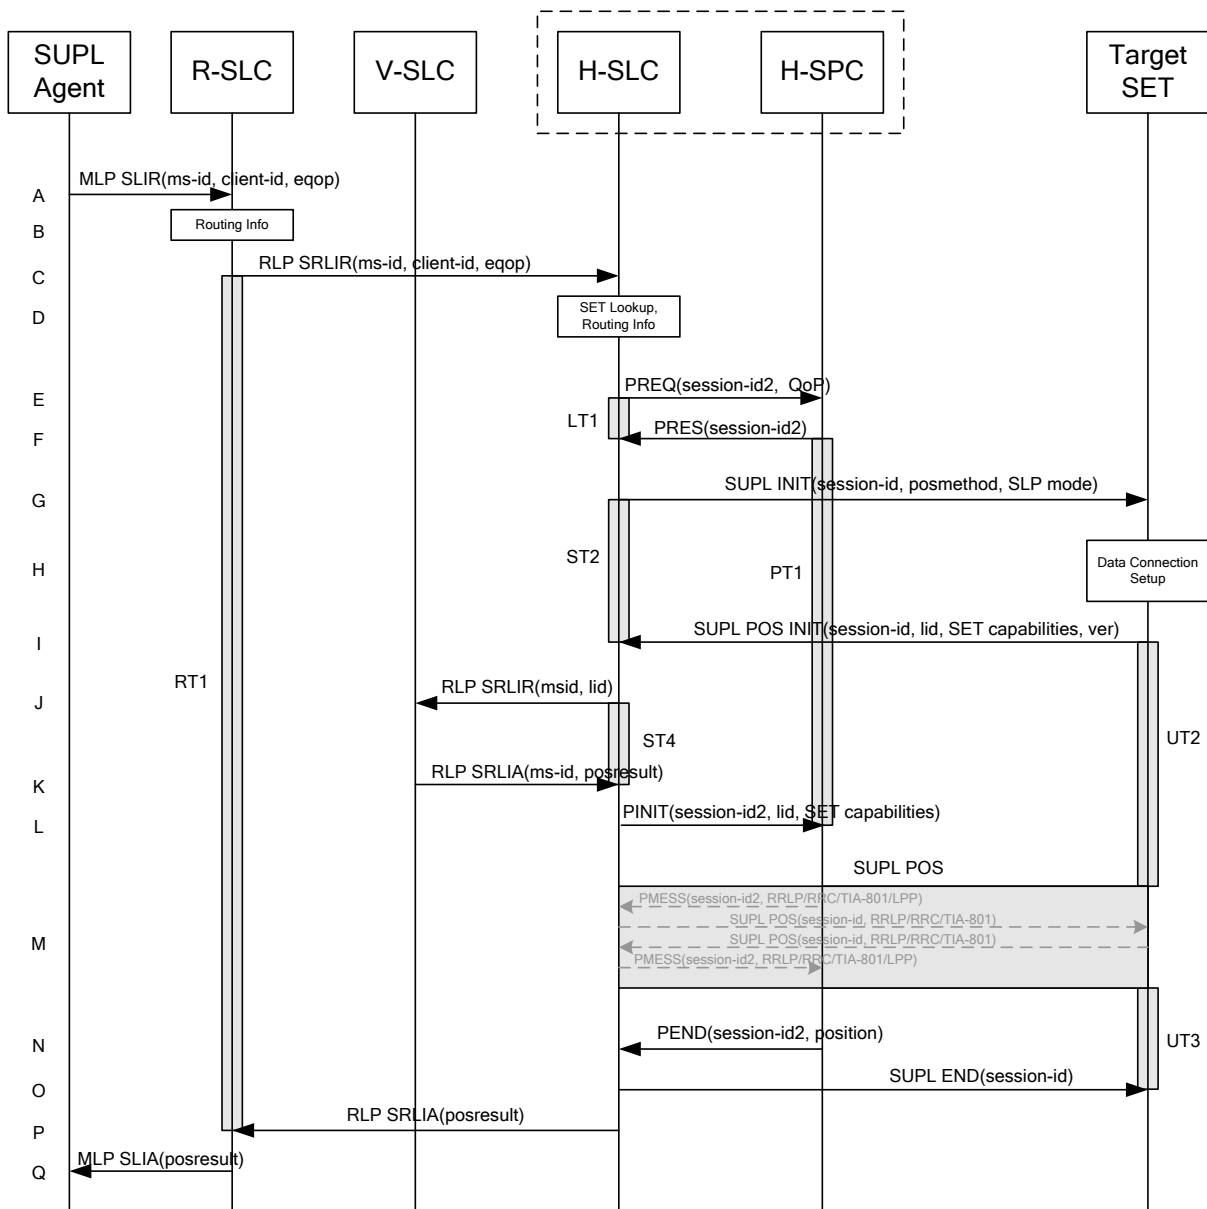 SUPL
Agent
R-SLC
V-SLC
H-SLC
H-SPC
Target
SET
A
MLP SLIR(ms-id, client-id, eqop)
B
Routing Info
C
RLP SRLIR(ms-id, client-id, eqop)
D
SET Lookup,
Routing Info
E
PREQ(session-id2,  QoP)
LT1
F
PRES(session-id2)
G
SUPL INIT(session-id, posmethod, SLP mode)
H
ST2
PT1
Data Connection
Setup
I
SUPL POS INIT(session-id, lid, SET capabilities, ver)
RT1
J
RLP SRLIR(msid, lid)
ST4
UT2
K
RLP SRLIA(ms-id, posresult)
L
PINIT(session-id2, lid, SET capabilities)
SUPL POS
PMESS(session-id2, RRLP/RRC/TIA-801/LPP)
SUPL POS(session-id, RRLP/RRC/TIA-801)
M
SUPL POS(session-id, RRLP/RRC/TIA-801)
PMESS(session-id2, RRLP/RRC/TIA-801/LPP)
N
PEND(session-id2, position)
UT3
O
SUPL END(session-id)
P
RLP SRLIA(posresult)
Q
MLP SLIA(posresult)